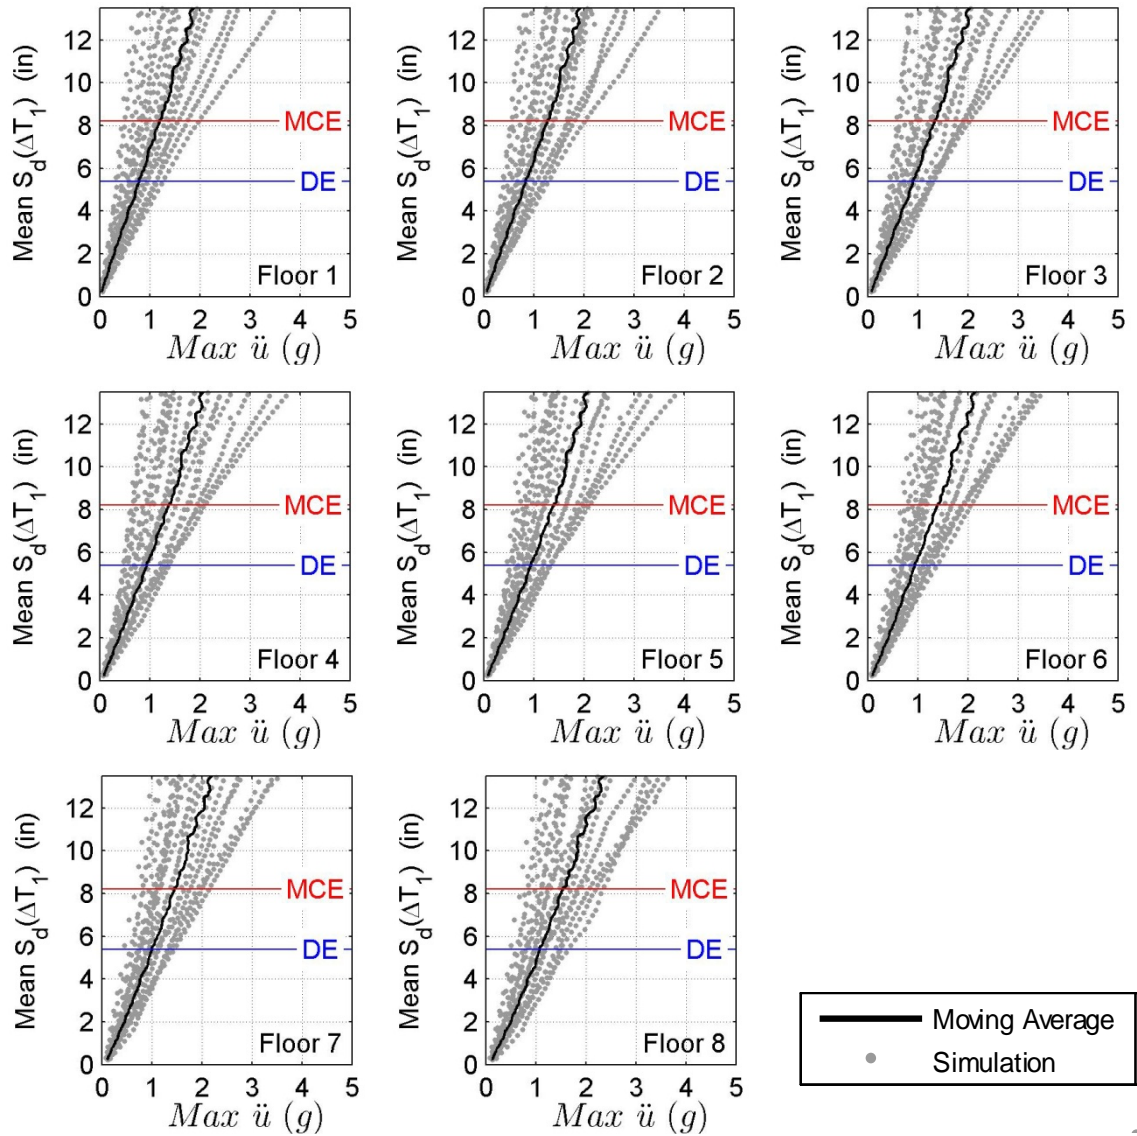 Mean S_d(ΔT_1) (in)
12
10
8
6
4
2
0
MCE
DE
Floor 1
0 1 2 3 4 5
Max ü (g)
Mean S_d(ΔT_1) (in)
12
10
8
6
4
2
0
MCE
DE
Floor 2
0 1 2 3 4 5
Max ü (g)
Mean S_d(ΔT_1) (in)
12
10
8
6
4
2
0
MCE
DE
Floor 3
0 1 2 3 4 5
Max ü (g)
Mean S_d(ΔT_1) (in)
12
10
8
6
4
2
0
MCE
DE
Floor 4
0 1 2 3 4 5
Max ü (g)
Mean S_d(ΔT_1) (in)
12
10
8
6
4
2
0
MCE
DE
Floor 5
0 1 2 3 4 5
Max ü (g)
Mean S_d(ΔT_1) (in)
12
10
8
6
4
2
0
MCE
DE
Floor 6
0 1 2 3 4 5
Max ü (g)
Mean S_d(ΔT_1) (in)
12
10
8
6
4
2
0
MCE
DE
Floor 7
0 1 2 3 4 5
Max ü (g)
Mean S_d(ΔT_1) (in)
12
10
8
6
4
2
0
MCE
DE
Floor 8
0 1 2 3 4 5
Max ü (g)
Moving Average
Simulation